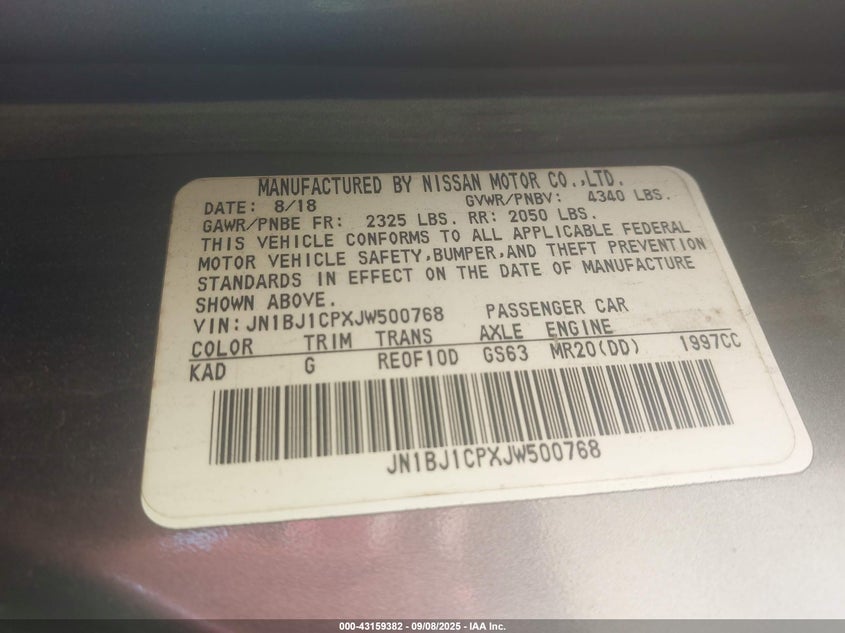 MANUFACTURED BY NISSAN MOTOR CO.,LTD.
DATE: 8/18 GVWR/PNBV: 4340 LBS.
GAWR/PNBE FR: 2325 LBS. RR: 2050 LBS.
THIS VEHICLE CONFORMS TO ALL APPLICABLE FEDERAL
MOTOR VEHICLE SAFETY,BUMPER,AND THEFT PREVENTION
STANDARDS IN EFFECT ON THE DATE OF MANUFACTURE
SHOWN ABOVE.
VIN: JN1BJ1CPXJW500768 PASSENGER CAR
COLOR TRIM TRANS AXLE ENGINE
KAD G RE0F10D GS63 MR20(DD) 1997CC
JN1BJ1CPXJW500768
000-43159382 - 09/08/2025 - IAA Inc.